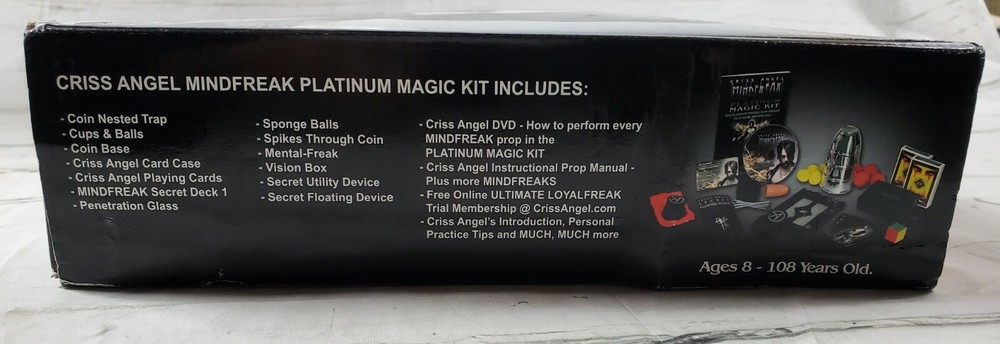 CRISS ANGEL MINDFREAK PLATINUM MAGIC KIT INCLUDES:
- Coin Nested Trap
- Cups & Balls
- Coin Base
- Criss Angel Card Case
- Criss Angel Playing Cards
- MINDFREAK Secret Deck 1
- Penetration Glass
- Sponge Balls
- Spikes Through Coin
- Mental-Freak
- Vision Box
- Secret Utility Device
- Secret Floating Device
- Criss Angel DVD - How to perform every
MINDFREAK prop in the
PLATINUM MAGIC KIT
- Criss Angel Instructional Prop Manual -
Plus more MINDFREAKS
- Free Online ULTIMATE LOYALFREAK
Trial Membership @ CrissAngel.com
- Criss Angel's Introduction, Personal
Practice Tips and MUCH, MUCH more
CRISS ANGEL
MINDFREAK
PLATINUM
MAGIC KIT
Ages 8 - 108 Years Old.